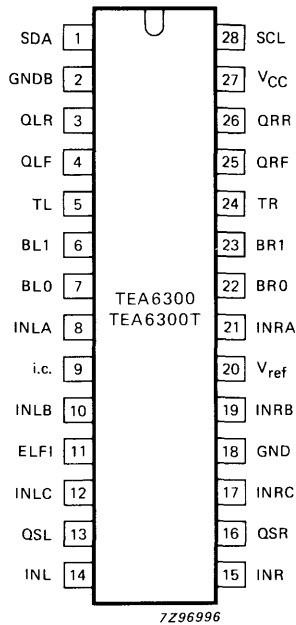 SDA 1 28 SCL
GNDB 2 27 VCC
QLR 3 26 QRR
QLF 4 25 QRF
TL 5 24 TR
BL1 6 23 BR1
BL0 7 22 BR0
TEA6300
TEA6300T
INLA 8 21 INRA
i.c. 9 20 Vref
INLB 10 19 INRB
ELFI 11 18 GND
INLC 12 17 INRC
QSL 13 16 QSR
INL 14 15 INR
7Z96996